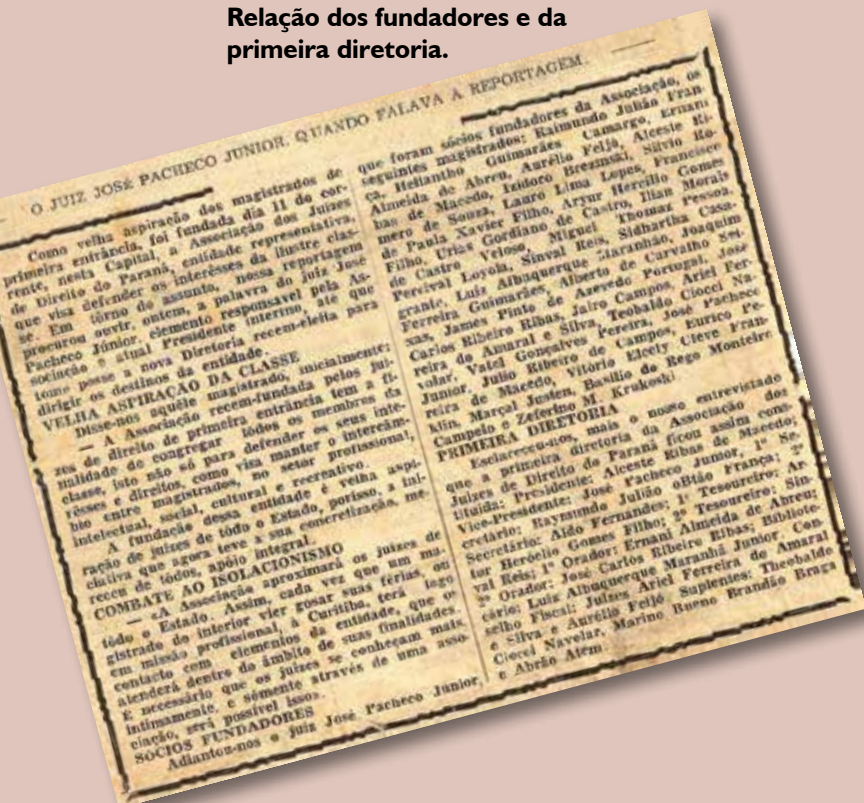 Relação dos fundadores e da
primeira diretoria.
O JUIZ JOSÉ PACHECO JUNIOR, QUANDO FALAVA A REPORTAGEM.
Como velha aspiração dos magistrados de
primeira entrância, foi fundada dia 11 do cor-
rente, nesta Capital, a Associação dos Juizes
de Direito do Paraná, entidade representativa,
que visa defender os interêsses da ilustre clas-
se. Em tôrno do assunto, nossa reportagem
procurou ouvir, ontem, a palavra do juiz José
Pacheco Júnior, elemento responsavel pela As-
sociação e atual Presidente interino, até que
tome posse a nova Diretoria recem-eleita para
dirigir os destinos da entidade.
VELHA ASPIRAÇÃO DA CLASSE
Disse-nos aquêle magistrado, inicialmente:
— A Associação recem-fundada pelos jui-
zes de direito de primeira entrância tem a fi-
nalidade de congregar todos os membros da
classe, isto não só para defender os seus inte-
rêsses e direitos, como visa manter o intercâm-
bio entre magistrados, no setor profissional,
intelectual, social, cultural e recreativo.
A fundação dessa entidade é velha aspi-
ração de juizes de tôdo o Estado, porisso, a ini-
ciativa que agora teve a sua concretização, me-
receu de todos, apôio integral.
COMBATE AO ISOLACIONISMO
— «A Associação aproximará os juizes de
tôdo o Estado. Assim, cada vez que um ma-
gistrado do interior vier gosar suas férias, ou
em missão profissional, a Curitiba, terá logo
contacto com elementos da entidade, que o
atenderá dentro do âmbito de suas finalidades.
É necessário que os juizes se conheçam mais
intimamente, e sòmente através de uma asso-
ciação, será possível isso».
SÓCIOS FUNDADORES
Adiantou-nos o juiz José Pacheco Junior,
que foram sócios fundadores da Associação, os
seguintes magistrados: Raimundo Julião Fran-
ça, Heliantho Guimarães Camargo, Ernani
Almeida de Abreu, Aurélio Feijó, Alceste Ri-
bas de Macedo, Izidoro Brezinski, Silvio Ro-
mero de Souza, Lauro Lima Lopes, Francisco
de Paula Xavier Filho, Aryur Hercilio Gomes
Filho, Urias Gordiano de Castro, Ilian Morais
de Castro Veloso, Miguel Thomaz Pessoa,
Percival Loyola, Sinval Reis, Sidhartha Casa-
grante, Luiz Albuquerque Maranhão, Joaquim
Ferreira Guimarães, Alberto de Carvalho Sei-
xas, James Pinto de Azevedo Portugal, José
Carlos Ribeiro Ribas, Jairo Campos, Ariel Fer-
reira do Amaral e Silva, Teobaldo Ciocci Na-
volar, Vatel Gonçalves Pereira, José Pacheco
Junior, Julio Ribeiro de Campos, Eurico Pe-
reira de Macedo, Vitório Cleve Fran-
klin, Marçal Justen, Basilio do Rego Monteiro
Campelo e Zeferino M. Krukoski
PRIMEIRA DIRETORIA
Esclareceu-nos, mais o nosso entrevistado
que a primeira diretoria da Associação dos
Juizes de Direito do Paraná ficou assim cons-
tituida: Presidente: Alceste Ribas de Macedo;
Vice-Presidente: José Pacheco Junior, 1º Se-
cretário: Raymundo Julião França; 2º
Secretário: Aldo Fernandes; 1º Tesoureiro: Ar-
tur Heroélio Gomes Filho; 2º Tesoureiro: Sin-
val Reis; 1º Orador: Ernani Almeida de Abreu;
2º Orador: José Carlos Ribeiro Ribas; Bibliote-
cário: Luiz Albuquerque Maranhã Junior. Con-
selho Fiscal: Juizes Ariel Ferreira do Amaral
e Silva e Aurélio Feijó Suplentes: Theobaldo
Ciocci Navelar, Marino Bueno Brandão Braga
e Abrão Atem